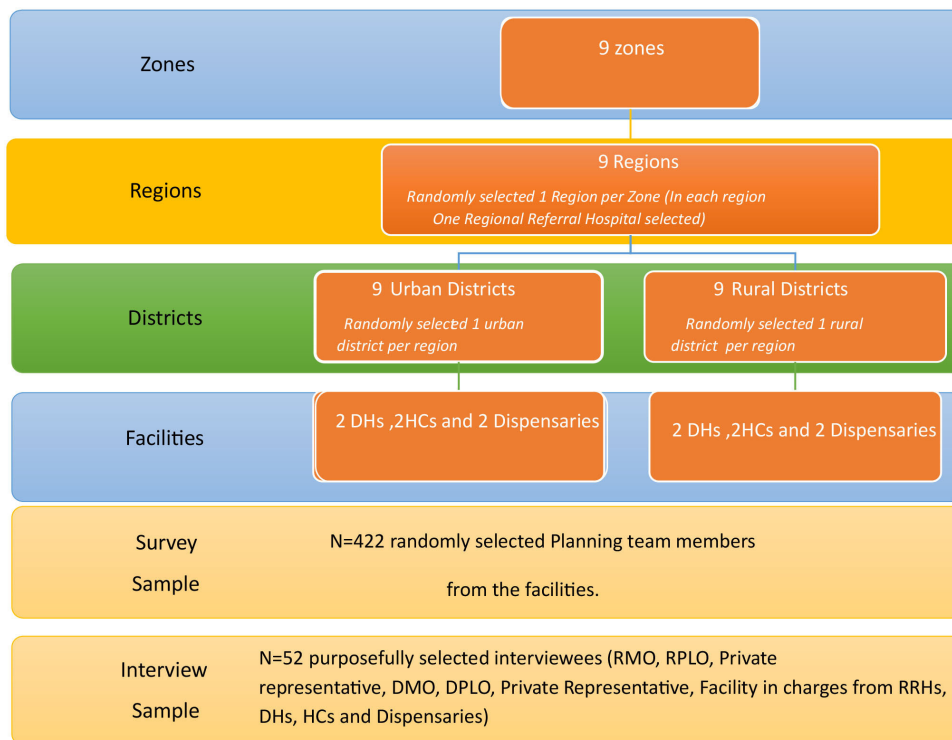 Zones
9 zones
Regions
9 Regions
Randomly selected 1 Region per Zone (In each region
One Regional Referral Hospital selected)
Districts
9 Urban Districts
Randomly selected 1 urban
district per region
9 Rural Districts
Randomly selected 1 rural
district per region
Facilities
2 DHs ,2HCs and 2 Dispensaries
2 DHs ,2HCs and 2 Dispensaries
Survey
Sample
N=422 randomly selected Planning team members
from the facilities.
Interview
Sample
N=52 purposefully selected interviewees (RMO, RPLO, Private
representative, DMO, DPLO, Private Representative, Facility in charges from RRHs,
DHs, HCs and Dispensaries)